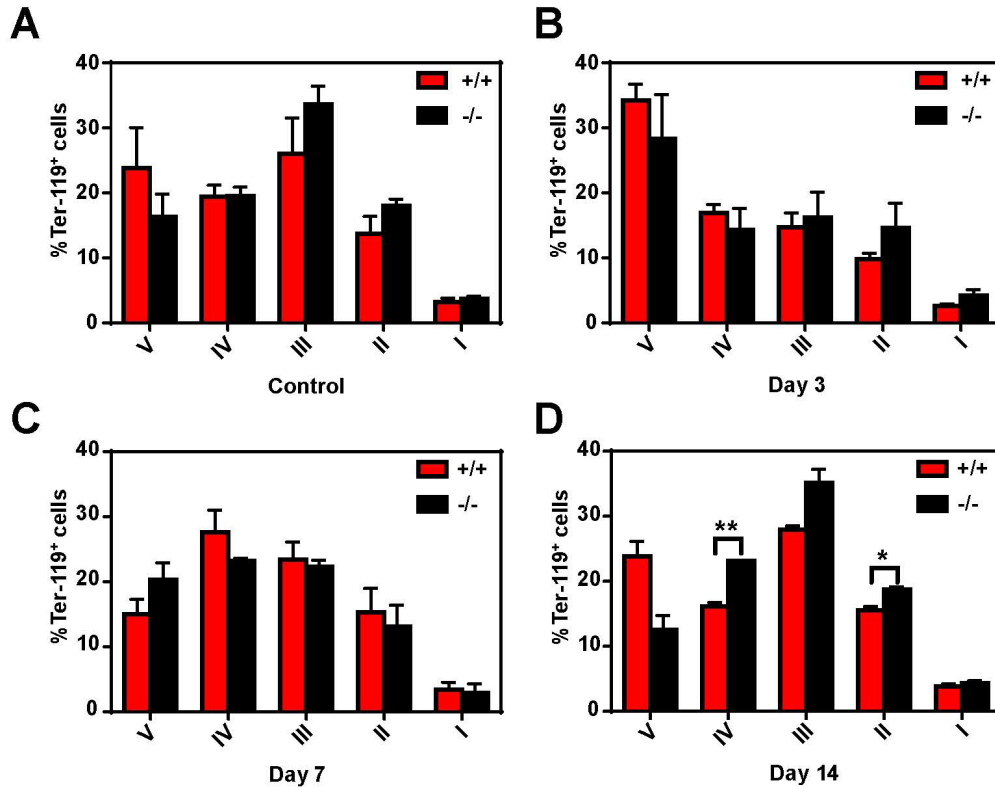 A
40
30
20
10
0
%Ter-119⁺ cells
+/+
-/-
V IV III II I
Control
B
40
30
20
10
0
%Ter-119⁺ cells
+/+
-/-
V IV III II I
Day 3
C
40
30
20
10
0
%Ter-119⁺ cells
+/+
-/-
V IV III II I
Day 7
D
40
30
20
10
0
%Ter-119⁺ cells
+/+
-/-
**
*
V IV III II I
Day 14